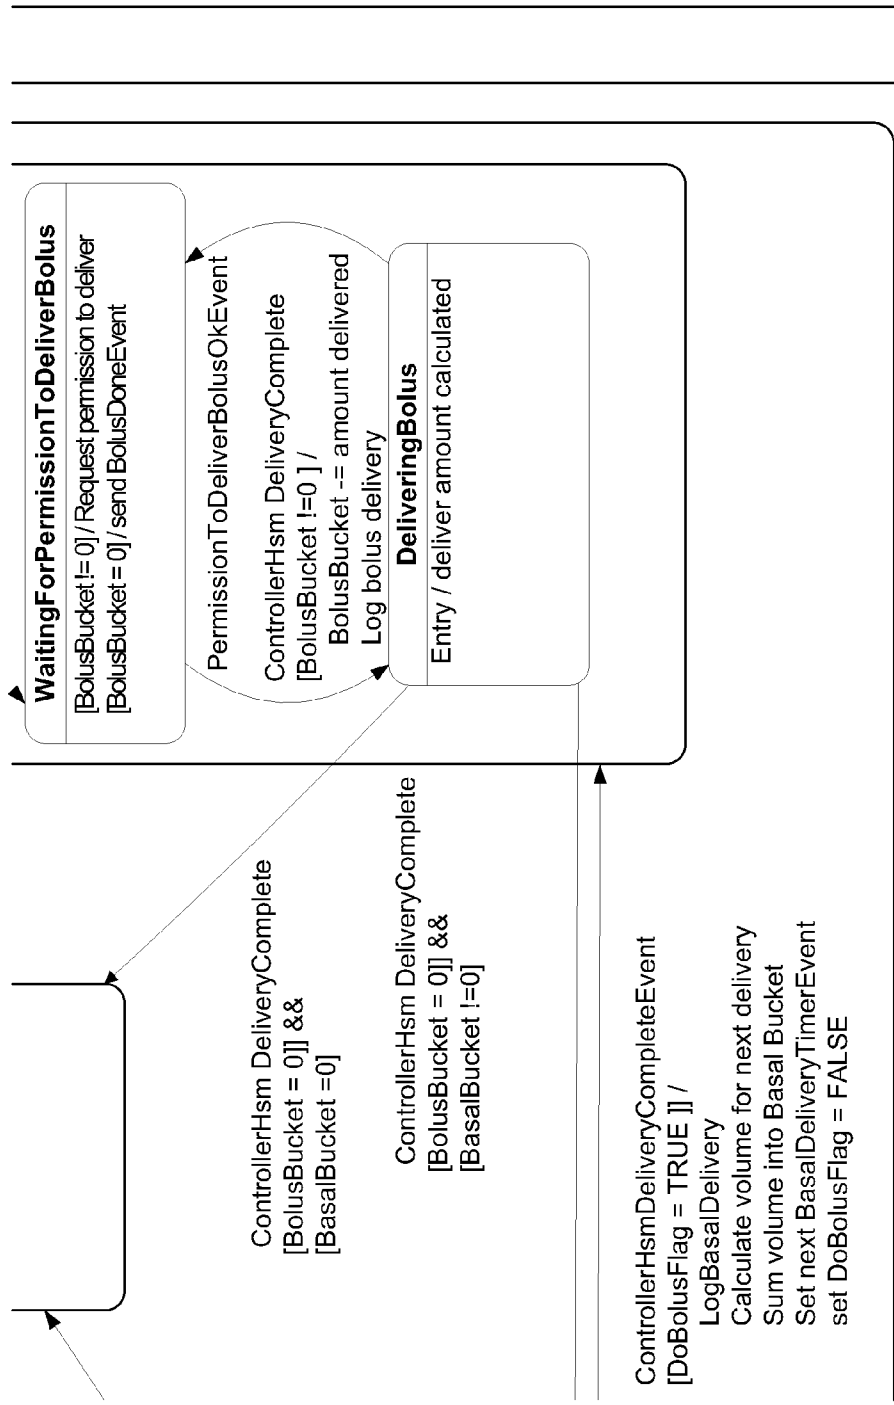 WaitingForPermissionToDeliverBolus
[BolusBucket != 0] / Request permission to deliver
[BolusBucket = 0] / send BolusDoneEvent
PermissionToDeliverBolusOkEvent
ControllerHsm DeliveryComplete
[BolusBucket !=0 ] /
BolusBucket -= amount delivered
Log bolus delivery
DeliveringBolus
Entry / deliver amount calculated
ControllerHsm DeliveryComplete
[BolusBucket = 0]] &&
[BasalBucket =0]
ControllerHsm DeliveryComplete
[BolusBucket = 0]] &&
[BasalBucket !=0]
ControllerHsmDeliveryCompleteEvent
[DoBolusFlag = TRUE ]] /
LogBasalDelivery
Calculate volume for next delivery
Sum volume into Basal Bucket
Set next BasalDeliveryTimerEvent
set DoBolusFlag = FALSE